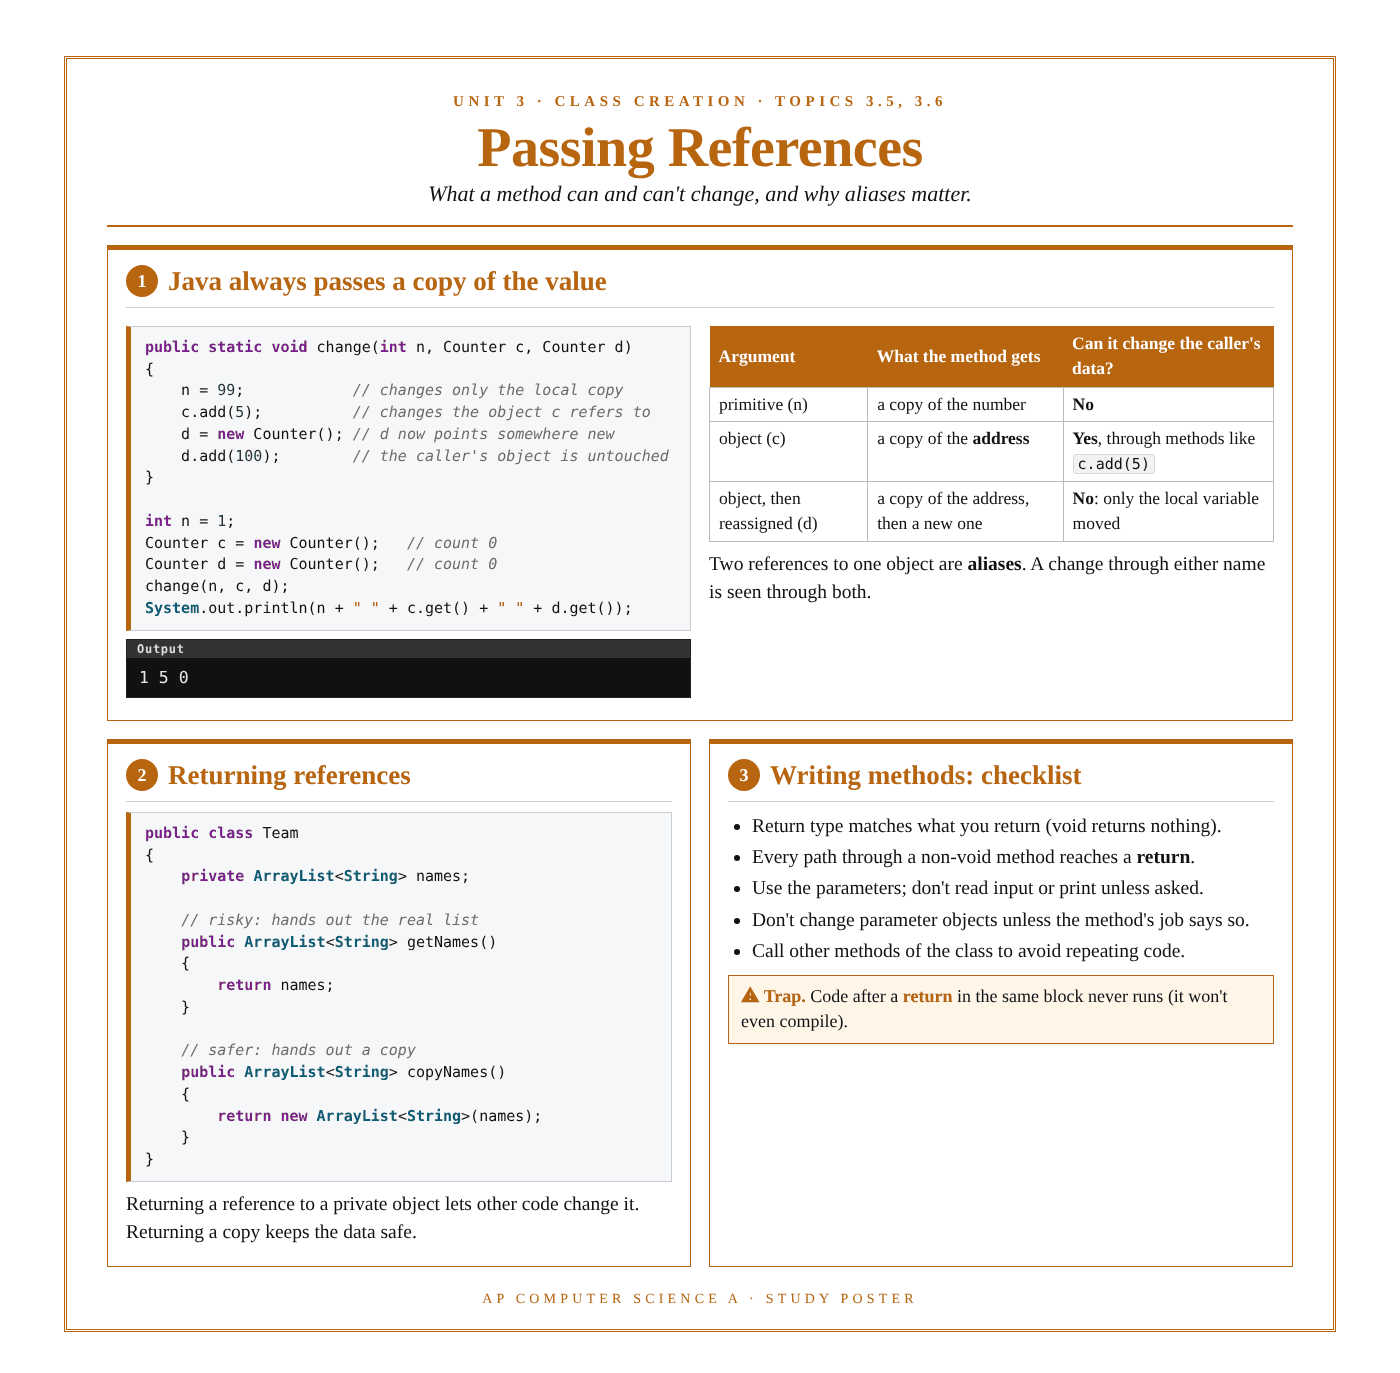 UNIT 3 · CLASS CREATION · TOPICS 3.5, 3.6
Passing References
What a method can and can't change, and why aliases matter.
1 Java always passes a copy of the value
public static void change(int n, Counter c, Counter d)
{
    n = 99;            // changes only the local copy
    c.add(5);          // changes the object c refers to
    d = new Counter(); // d now points somewhere new
    d.add(100);        // the caller's object is untouched
}

int n = 1;
Counter c = new Counter();   // count 0
Counter d = new Counter();   // count 0
change(n, c, d);
System.out.println(n + " " + c.get() + " " + d.get());
Output
1 5 0
Argument What the method gets Can it change the caller's
data?
primitive (n) a copy of the number No
object (c) a copy of the address Yes, through methods like
c.add(5)
object, then a copy of the address, No: only the local variable
reassigned (d) then a new one moved
Two references to one object are aliases. A change through either name
is seen through both.
2 Returning references
public class Team
{
    private ArrayList<String> names;

    // risky: hands out the real list
    public ArrayList<String> getNames()
    {
        return names;
    }

    // safer: hands out a copy
    public ArrayList<String> copyNames()
    {
        return new ArrayList<String>(names);
    }
}
Returning a reference to a private object lets other code change it.
Returning a copy keeps the data safe.
3 Writing methods: checklist
• Return type matches what you return (void returns nothing).
• Every path through a non-void method reaches a return.
• Use the parameters; don't read input or print unless asked.
• Don't change parameter objects unless the method's job says so.
• Call other methods of the class to avoid repeating code.
⚠ Trap. Code after a return in the same block never runs (it won't
even compile).
AP COMPUTER SCIENCE A · STUDY POSTER